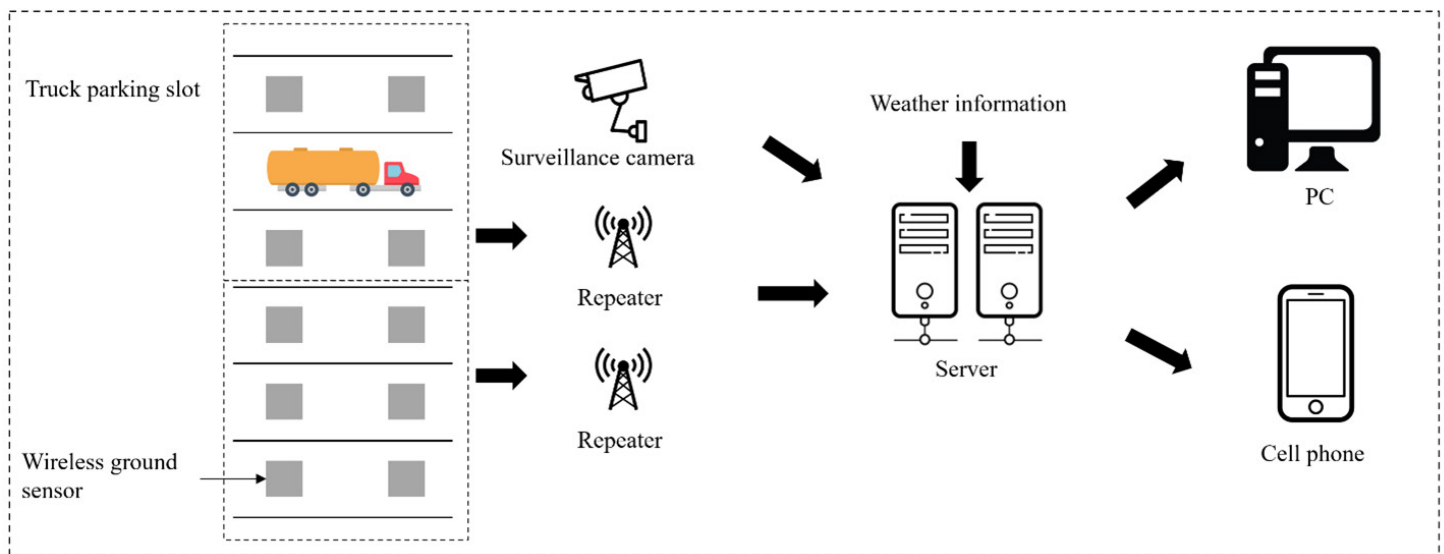 Truck parking slot
Wireless ground
sensor
Surveillance camera
Repeater
Repeater
Weather information
Server
PC
Cell phone